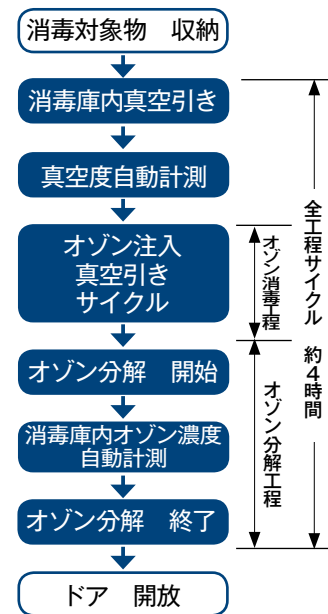 消毒対象物　収納
消毒庫内真空引き
真空度自動計測
オゾン注入
真空引き
サイクル
オゾン分解　開始
消毒庫内オゾン濃度
自動計測
オゾン分解　終了
ドア　開放
オゾン消毒工程
オゾン分解工程
全工程サイクル　約4時間